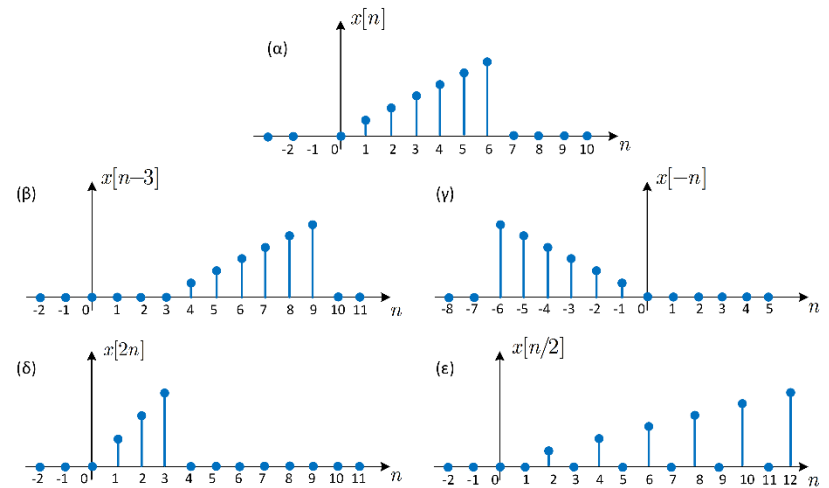 (α)
x[n]
-2 -1 0 1 2 3 4 5 6 7 8 9 10 n
(β)
x[n−3]
-2 -1 0 1 2 3 4 5 6 7 8 9 10 11 n
(γ)
x[−n]
-8 -7 -6 -5 -4 -3 -2 -1 0 1 2 3 4 5 n
(δ)
x[2n]
-2 -1 0 1 2 3 4 5 6 7 8 9 10 11 n
(ε)
x[n/2]
-2 -1 0 1 2 3 4 5 6 7 8 9 10 11 12 n